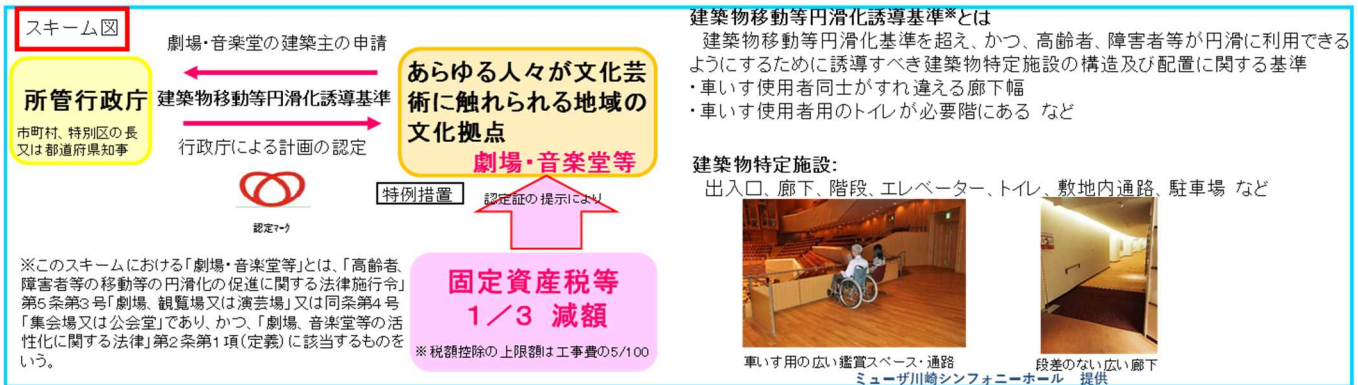 スキーム図
劇場・音楽堂の建築主の申請
所管行政庁
市町村、特別区の長
又は都道府県知事
建築物移動等円滑化誘導基準
行政庁による計画の認定
認定マーク
あらゆる人々が文化芸
術に触れられる地域の
文化拠点
劇場・音楽堂等
特例措置
認定証の提示により
固定資産税等
1/3 減額
※税額控除の上限額は工事費の5/100
※このスキームにおける「劇場・音楽堂等」とは、「高齢者、
障害者等の移動等の円滑化の促進に関する法律施行令」
第5条第3号「劇場、観覧場又は演芸場」又は同条第4号
「集会場又は公会堂」であり、かつ、「劇場、音楽堂等の活
性化に関する法律」第2条第1項(定義)に該当するものを
いう。
建築物移動等円滑化誘導基準※とは
建築物移動等円滑化基準を超え、かつ、高齢者、障害者等が円滑に利用できる
ようにするために誘導すべき建築物特定施設の構造及び配置に関する基準
・車いす使用者同士がすれ違える廊下幅
・車いす使用者用のトイレが必要階にある など
建築物特定施設:
出入口、廊下、階段、エレベーター、トイレ、敷地内通路、駐車場 など
車いす用の広い鑑賞スペース・通路
段差のない広い廊下
ミューザ川崎シンフォニーホール 提供